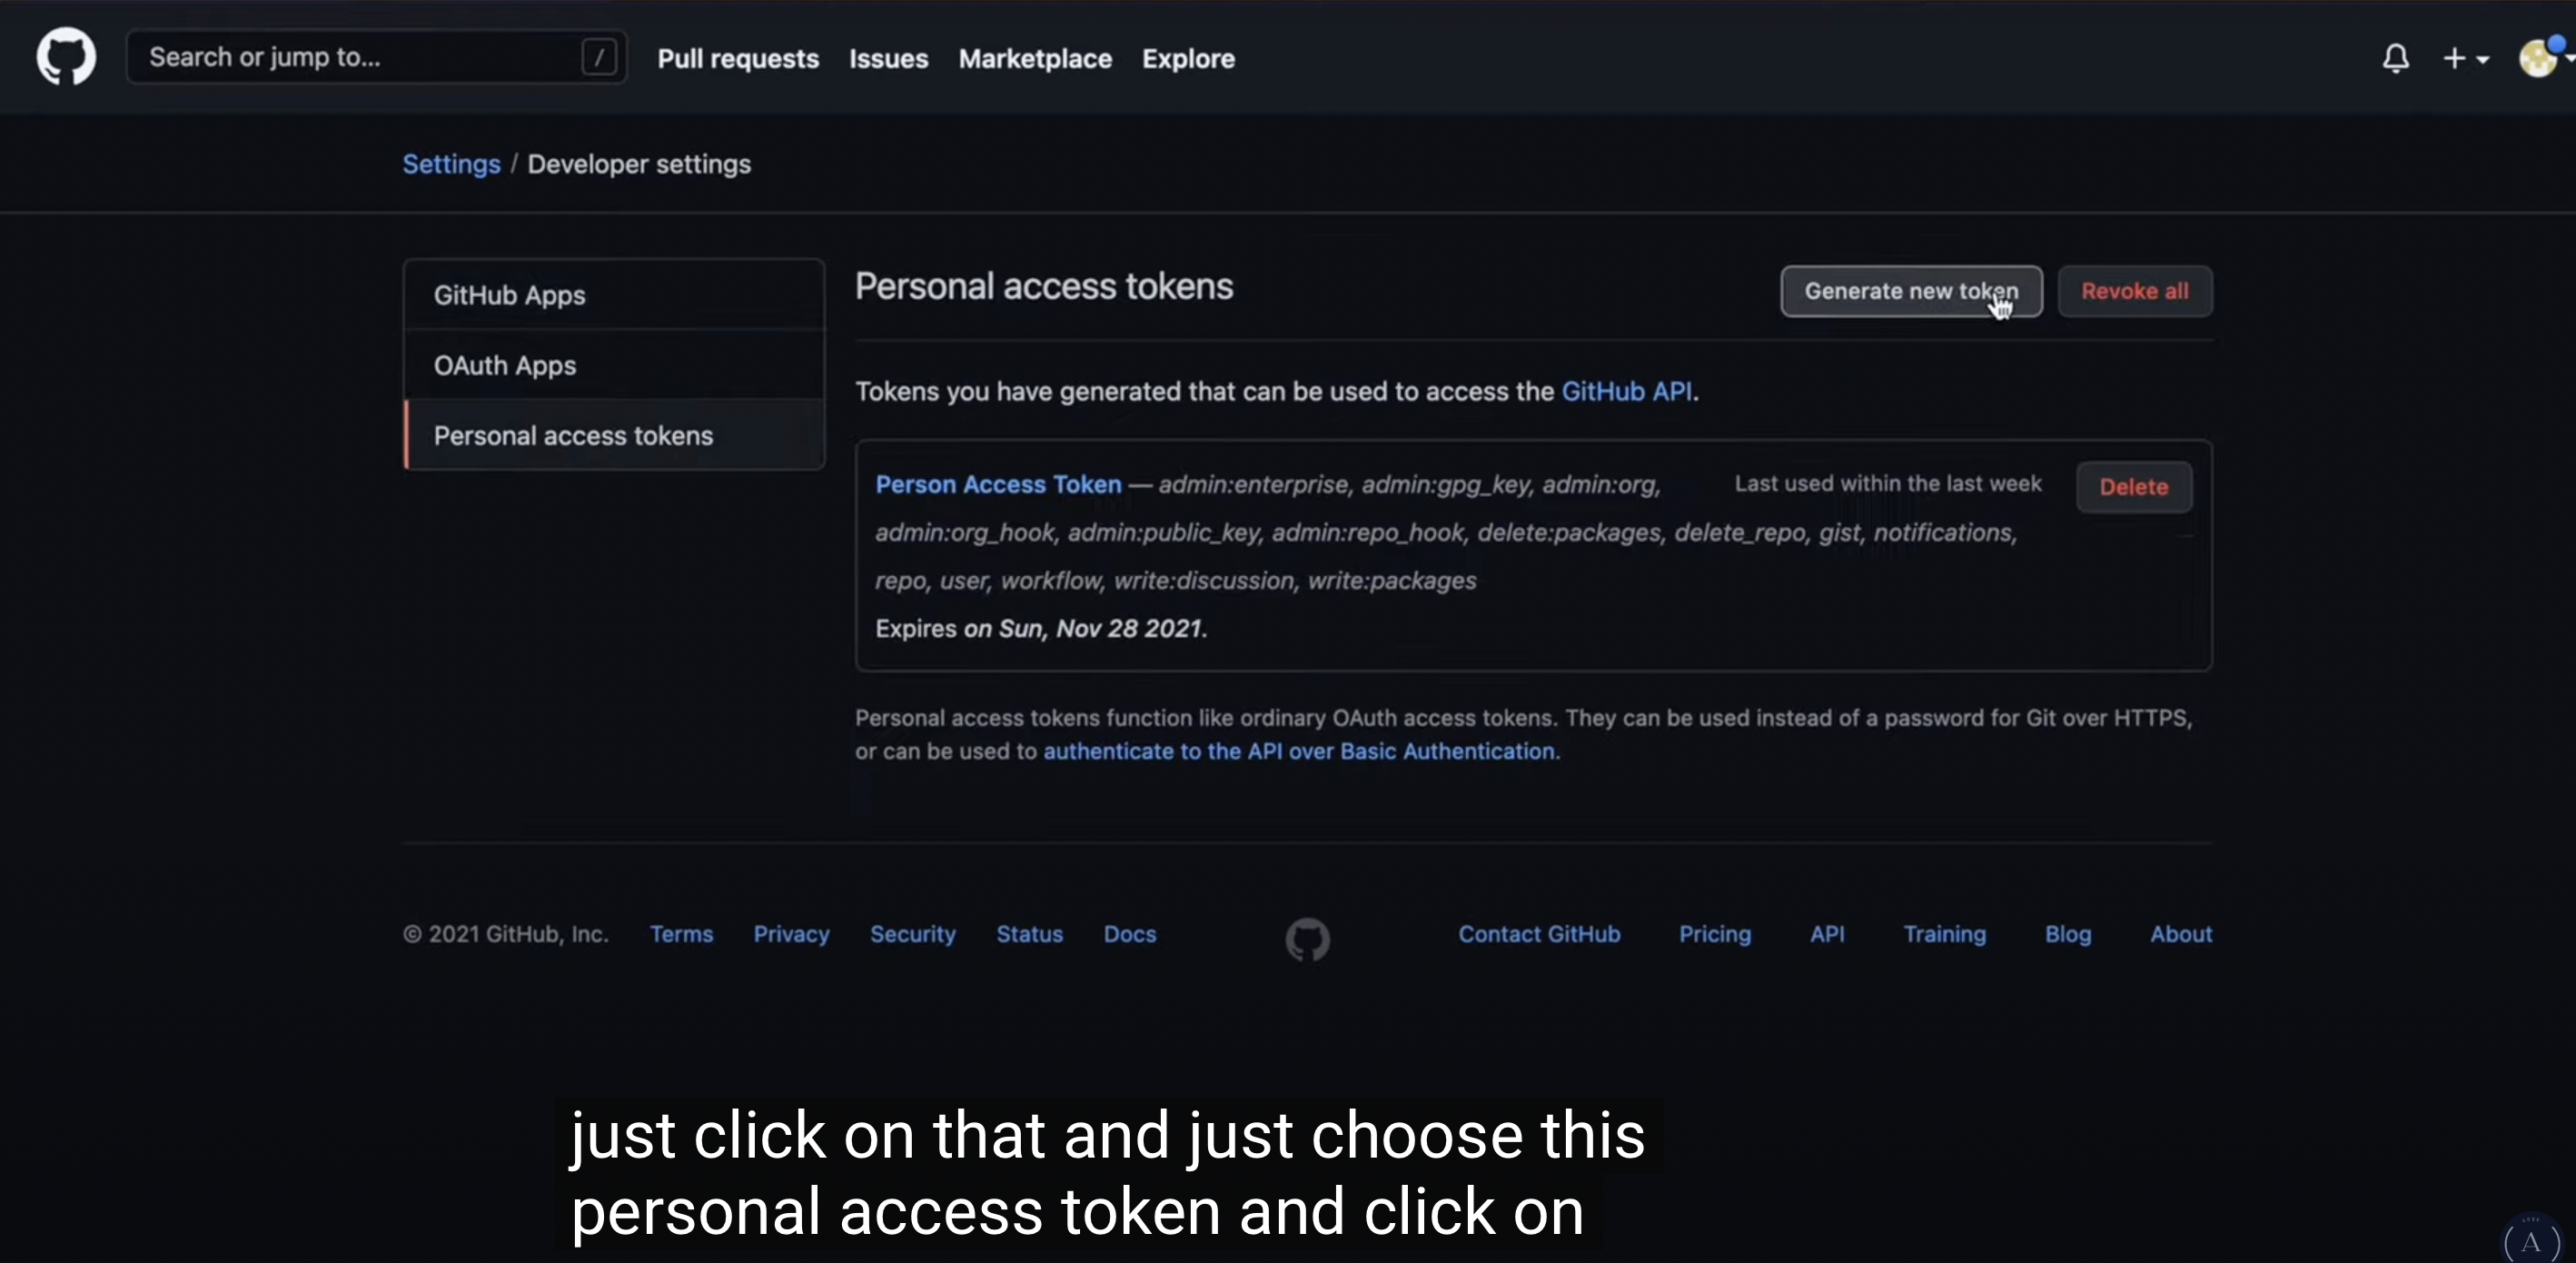 Search or jump to... /
Pull requests Issues Marketplace Explore
Settings / Developer settings
GitHub Apps
OAuth Apps
Personal access tokens
Personal access tokens
Generate new token
Revoke all
Tokens you have generated that can be used to access the GitHub API.
Person Access Token — admin:enterprise, admin:gpg_key, admin:org,
admin:org_hook, admin:public_key, admin:repo_hook, delete:packages, delete_repo, gist, notifications,
repo, user, workflow, write:discussion, write:packages
Last used within the last week
Delete
Expires on Sun, Nov 28 2021.
Personal access tokens function like ordinary OAuth access tokens. They can be used instead of a password for Git over HTTPS,
or can be used to authenticate to the API over Basic Authentication.
© 2021 GitHub, Inc. Terms Privacy Security Status Docs Contact GitHub Pricing API Training Blog About
just click on that and just choose this
personal access token and click on
A